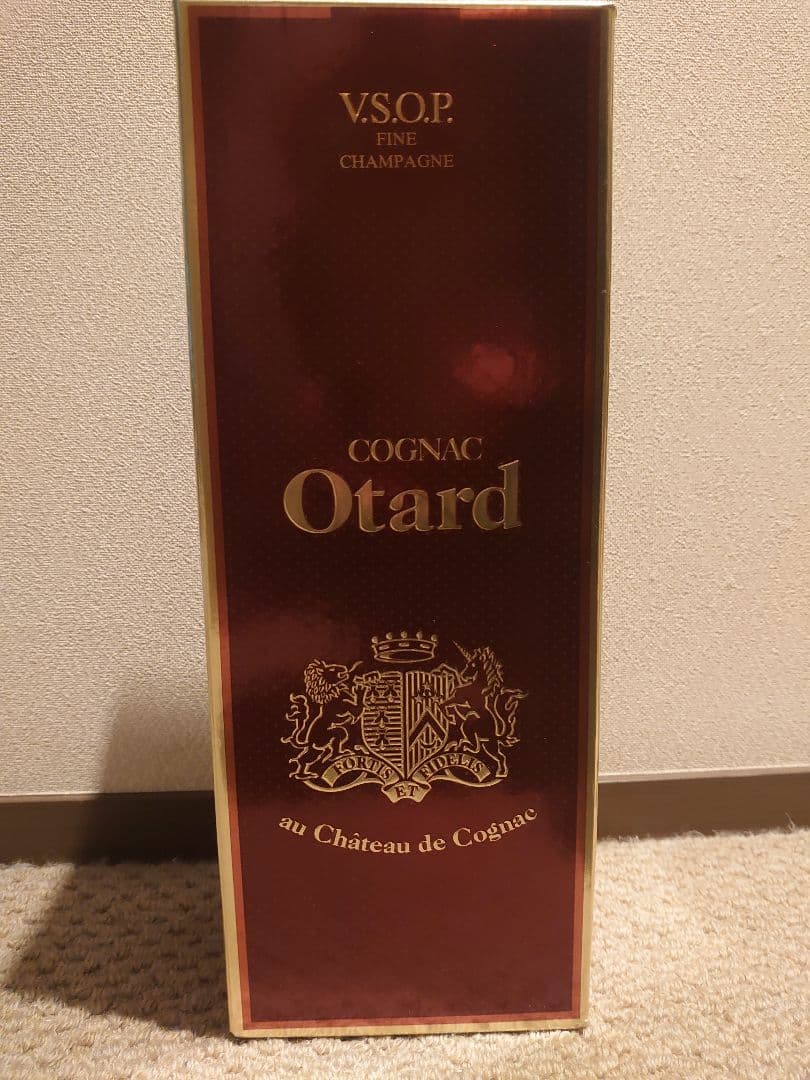 V.S.O.P.
FINE
CHAMPAGNE
COGNAC
Otard
FORTIS ET FIDELIS
au Château de Cognac